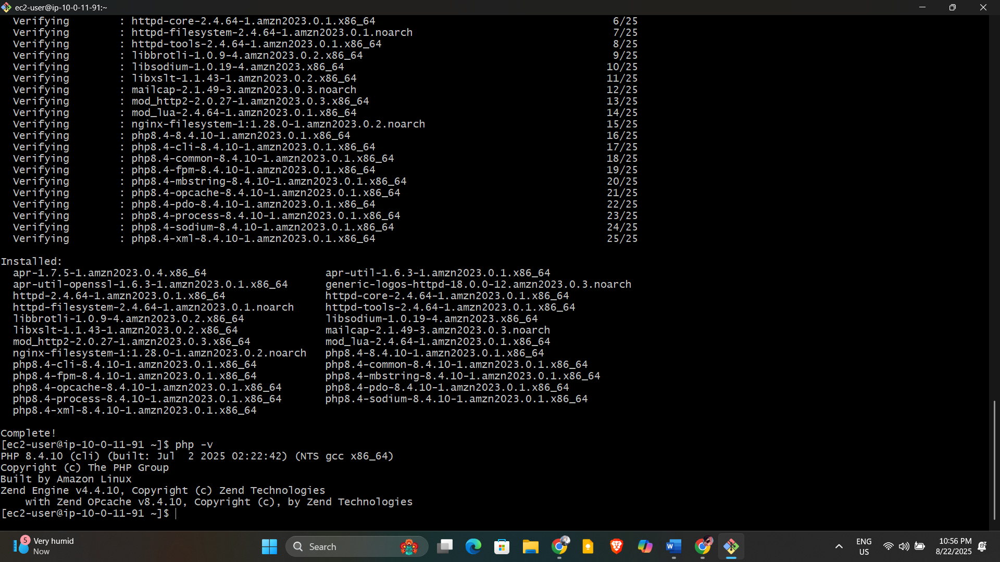 ec2-user@ip-10-0-11-91:~
Verifying : httpd-core-2.4.64-1.amzn2023.0.1.x86_64 6/25
Verifying : httpd-filesystem-2.4.64-1.amzn2023.0.1.noarch 7/25
Verifying : httpd-tools-2.4.64-1.amzn2023.0.1.x86_64 8/25
Verifying : libbrotli-1.0.9-4.amzn2023.0.2.x86_64 9/25
Verifying : libsodium-1.0.19-4.amzn2023.x86_64 10/25
Verifying : libxslt-1.1.43-1.amzn2023.0.2.x86_64 11/25
Verifying : mailcap-2.1.49-3.amzn2023.0.3.noarch 12/25
Verifying : mod_http2-2.0.27-1.amzn2023.0.3.x86_64 13/25
Verifying : mod_lua-2.4.64-1.amzn2023.0.1.x86_64 14/25
Verifying : nginx-filesystem-1:1.28.0-1.amzn2023.0.2.noarch 15/25
Verifying : php8.4-8.4.10-1.amzn2023.0.1.x86_64 16/25
Verifying : php8.4-cli-8.4.10-1.amzn2023.0.1.x86_64 17/25
Verifying : php8.4-common-8.4.10-1.amzn2023.0.1.x86_64 18/25
Verifying : php8.4-fpm-8.4.10-1.amzn2023.0.1.x86_64 19/25
Verifying : php8.4-mbstring-8.4.10-1.amzn2023.0.1.x86_64 20/25
Verifying : php8.4-opcache-8.4.10-1.amzn2023.0.1.x86_64 21/25
Verifying : php8.4-pdo-8.4.10-1.amzn2023.0.1.x86_64 22/25
Verifying : php8.4-process-8.4.10-1.amzn2023.0.1.x86_64 23/25
Verifying : php8.4-sodium-8.4.10-1.amzn2023.0.1.x86_64 24/25
Verifying : php8.4-xml-8.4.10-1.amzn2023.0.1.x86_64 25/25
Installed:
apr-1.7.5-1.amzn2023.0.4.x86_64 apr-util-1.6.3-1.amzn2023.0.1.x86_64
apr-util-openssl-1.6.3-1.amzn2023.0.1.x86_64 generic-logos-httpd-18.0.0-12.amzn2023.0.3.noarch
httpd-2.4.64-1.amzn2023.0.1.x86_64 httpd-core-2.4.64-1.amzn2023.0.1.x86_64
httpd-filesystem-2.4.64-1.amzn2023.0.1.noarch httpd-tools-2.4.64-1.amzn2023.0.1.x86_64
libbrotli-1.0.9-4.amzn2023.0.2.x86_64 libsodium-1.0.19-4.amzn2023.x86_64
libxslt-1.1.43-1.amzn2023.0.2.x86_64 mailcap-2.1.49-3.amzn2023.0.3.noarch
mod_http2-2.0.27-1.amzn2023.0.3.x86_64 mod_lua-2.4.64-1.amzn2023.0.1.x86_64
nginx-filesystem-1:1.28.0-1.amzn2023.0.2.noarch php8.4-8.4.10-1.amzn2023.0.1.x86_64
php8.4-cli-8.4.10-1.amzn2023.0.1.x86_64 php8.4-common-8.4.10-1.amzn2023.0.1.x86_64
php8.4-fpm-8.4.10-1.amzn2023.0.1.x86_64 php8.4-mbstring-8.4.10-1.amzn2023.0.1.x86_64
php8.4-opcache-8.4.10-1.amzn2023.0.1.x86_64 php8.4-pdo-8.4.10-1.amzn2023.0.1.x86_64
php8.4-process-8.4.10-1.amzn2023.0.1.x86_64 php8.4-sodium-8.4.10-1.amzn2023.0.1.x86_64
php8.4-xml-8.4.10-1.amzn2023.0.1.x86_64
Complete!
[ec2-user@ip-10-0-11-91 ~]$ php -v
PHP 8.4.10 (cli) (built: Jul  2 2025 02:22:42) (NTS gcc x86_64)
Copyright (c) The PHP Group
Built by Amazon Linux
Zend Engine v4.4.10, Copyright (c) Zend Technologies
with Zend OPcache v8.4.10, Copyright (c), by Zend Technologies
[ec2-user@ip-10-0-11-91 ~]$
5 Very humid
Now
Search
W
ENG
US
10:56 PM
8/22/2025